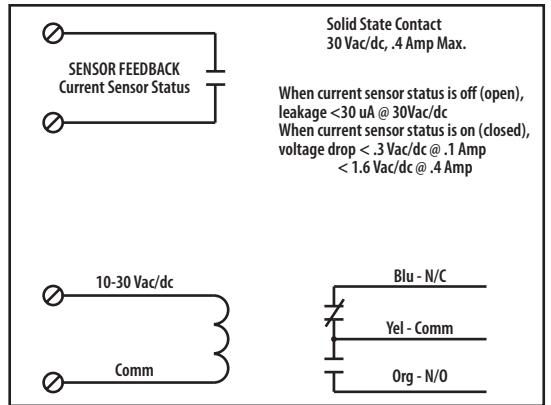 SENSOR FEEDBACK
Current Sensor Status
Solid State Contact
30 Vac/dc, .4 Amp Max.
When current sensor status is off (open),
leakage <30 uA @ 30Vac/dc
When current sensor status is on (closed),
voltage drop < .3 Vac/dc @ .1 Amp
< 1.6 Vac/dc @ .4 Amp
10-30 Vac/dc
Comm
Blu - N/C
Yel - Comm
Org - N/O